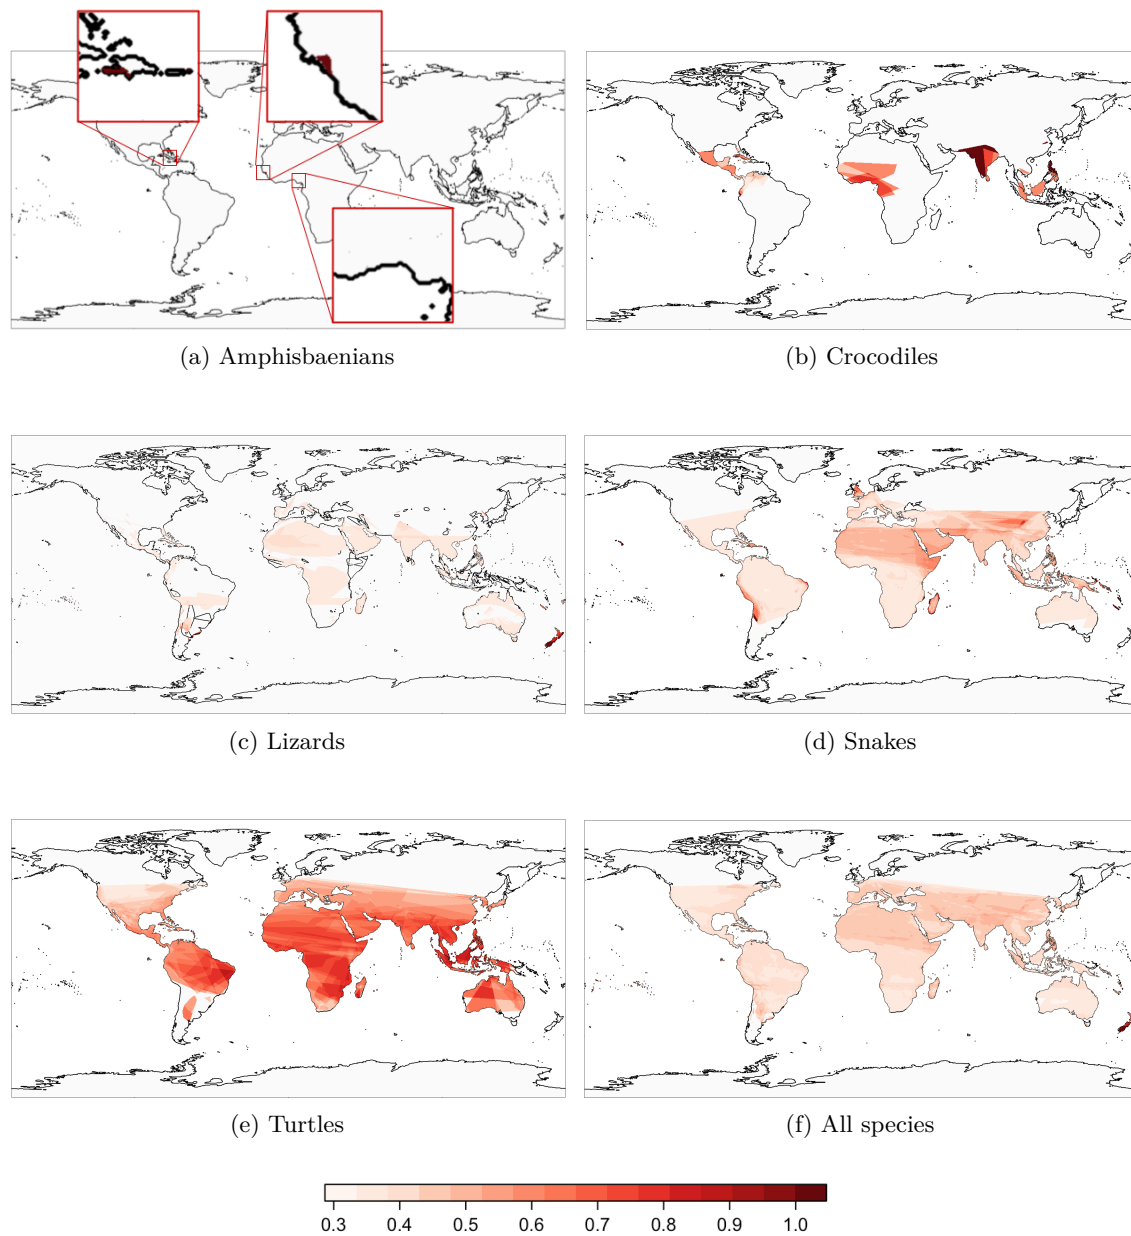 (a) Amphisbaenians
(b) Crocodiles
(c) Lizards
(d) Snakes
(e) Turtles
(f) All species
0.3 0.4 0.5 0.6 0.7 0.8 0.9 1.0